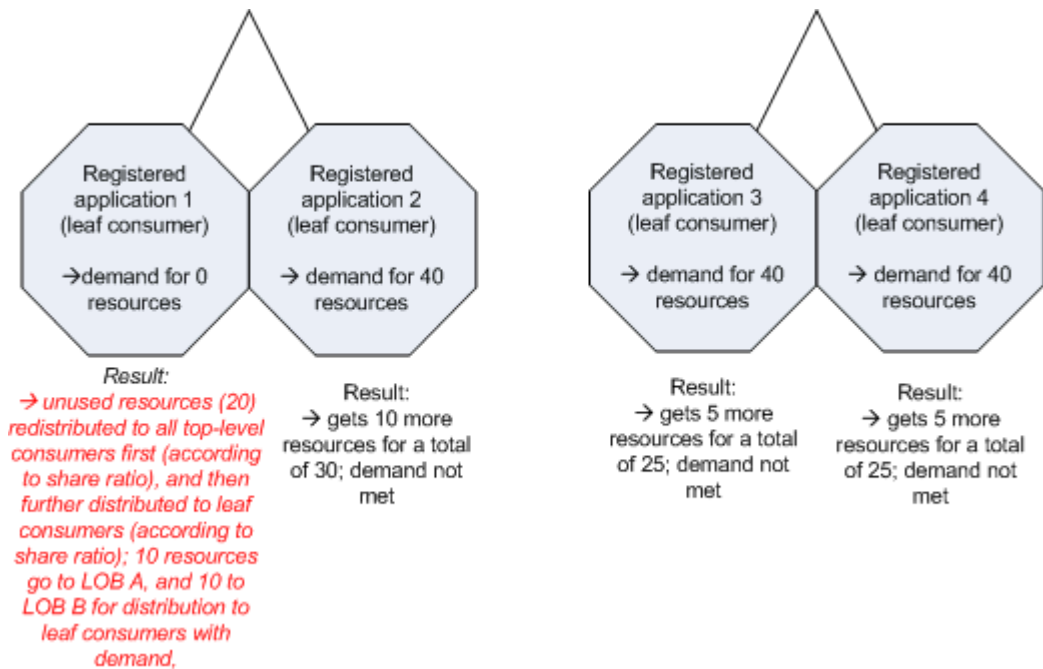 Registered
application 1
(leaf consumer)
→demand for 0
resources
Registered
application 2
(leaf consumer)
→ demand for 40
resources
Registered
application 3
(leaf consumer)
→ demand for 40
resources
Registered
application 4
(leaf consumer)
→ demand for 40
resources
Result:
→ unused resources (20)
redistributed to all top-level
consumers first (according
to share ratio), and then
further distributed to leaf
consumers (according to
share ratio); 10 resources
go to LOB A, and 10 to
LOB B for distribution to
leaf consumers with
demand,
Result:
→ gets 10 more
resources for a total
of 30; demand not
met
Result:
→ gets 5 more
resources for a total
of 25; demand not
met
Result:
→ gets 5 more
resources for a total
of 25; demand not
met